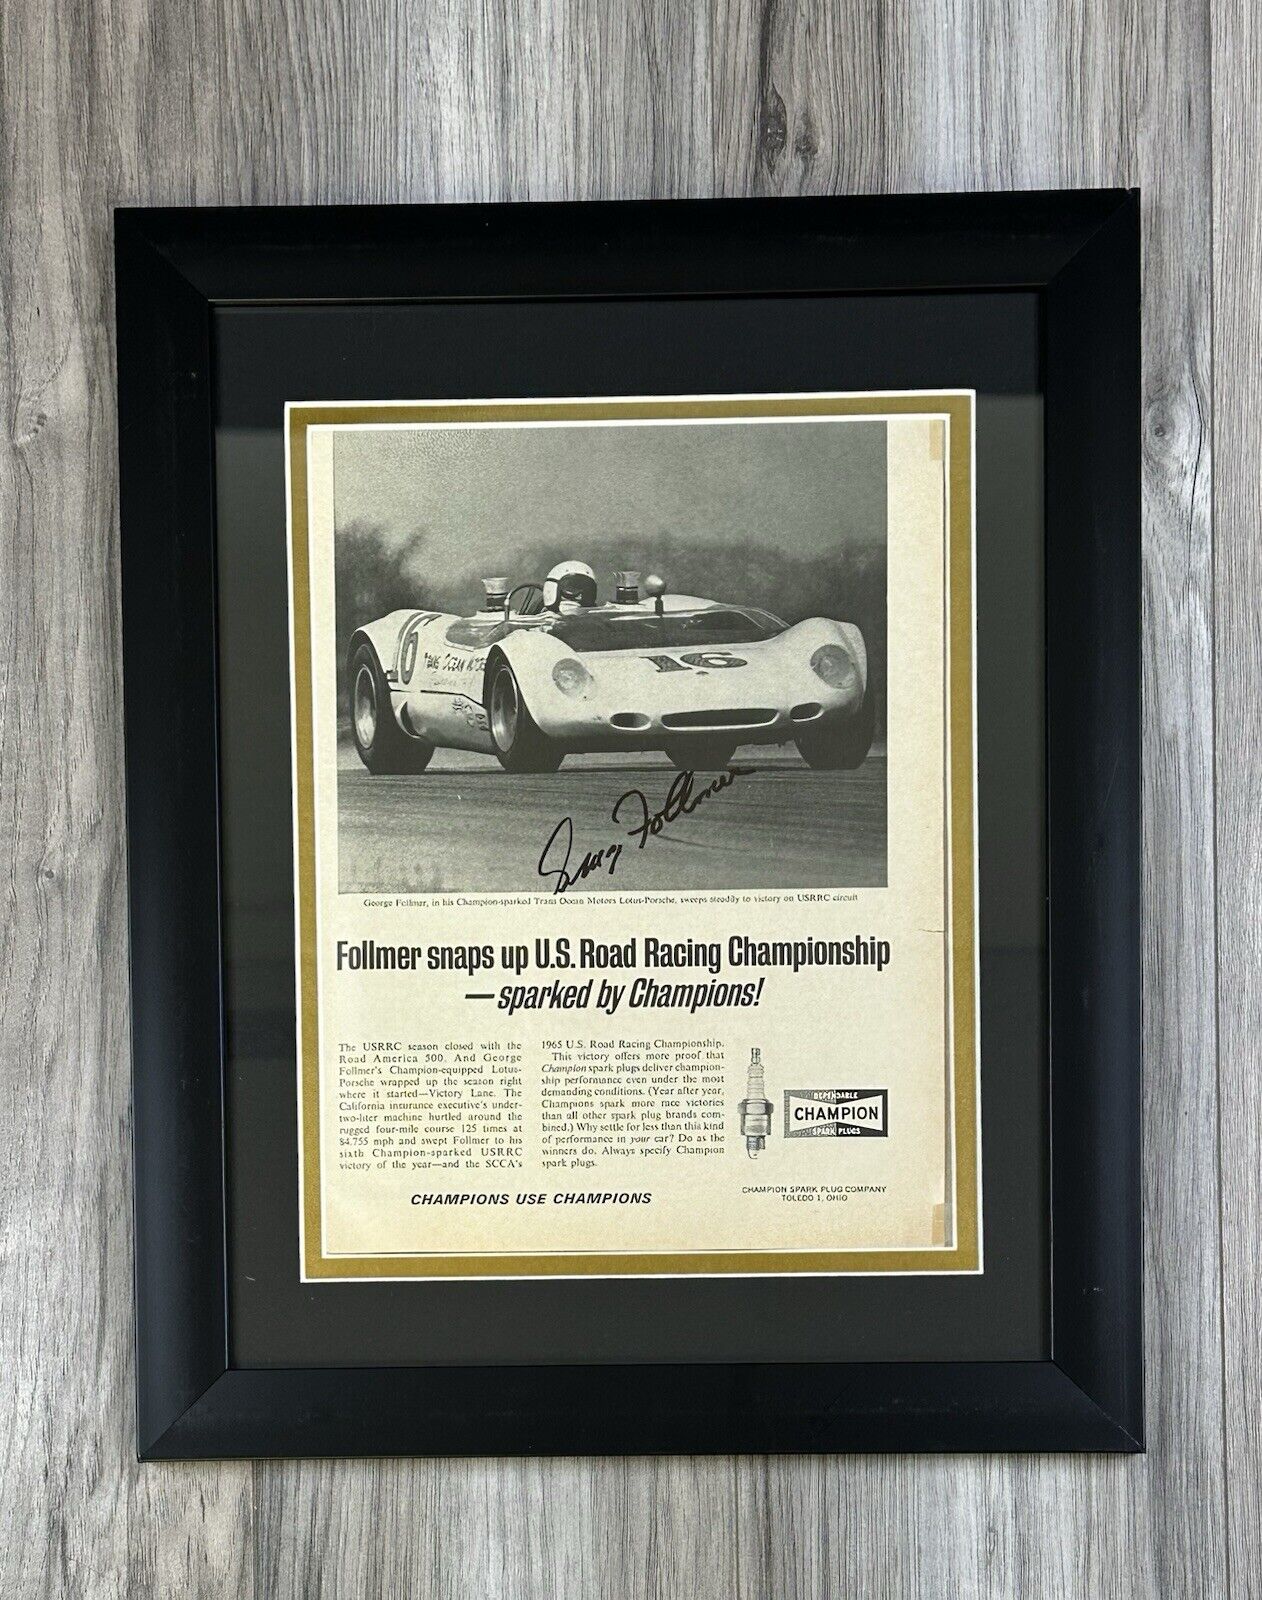 16
16
George Follmer
George Follmer, in his Champion-sparked Trans Ocean Motors Lotus-Porsche, sweeps steadily to victory on USRRC circuit
Follmer snaps up U.S. Road Racing Championship
—sparked by Champions!
The USRRC season closed with the
Road America 500. And George
Follmer's Champion-equipped Lotus-
Porsche wrapped up the season right
where it started—Victory Lane. The
California insurance executive's under-
two-liter machine hurtled around the
rugged four-mile course 125 times at
84.755 mph and swept Follmer to his
sixth Champion-sparked USRRC
victory of the year—and the SCCA's
1965 U.S. Road Racing Championship.
This victory offers more proof that
Champion spark plugs deliver champion-
ship performance even under the most
demanding conditions. (Year after year,
Champions spark more race victories
than all other spark plug brands com-
bined.) Why settle for less than this kind
of performance in your car? Do as the
winners do. Always specify Champion
spark plugs.
DEPENDABLE
CHAMPION
SPARK PLUGS
CHAMPIONS USE CHAMPIONS
CHAMPION SPARK PLUG COMPANY
TOLEDO 1, OHIO